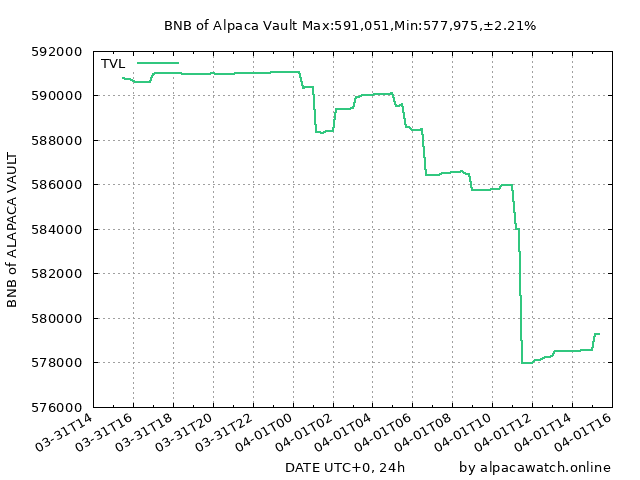 BNB of Alpaca Vault Max:591,051,Min:577,975,±2.21%
TVL
592000
590000
588000
586000
584000
582000
580000
578000
576000
BNB of ALAPACA VAULT
03-31T14
03-31T16
03-31T18
03-31T20
03-31T22
04-01T00
04-01T02
04-01T04
04-01T06
04-01T08
04-01T10
04-01T12
04-01T14
04-01T16
DATE UTC+0, 24h
by alpacawatch.online